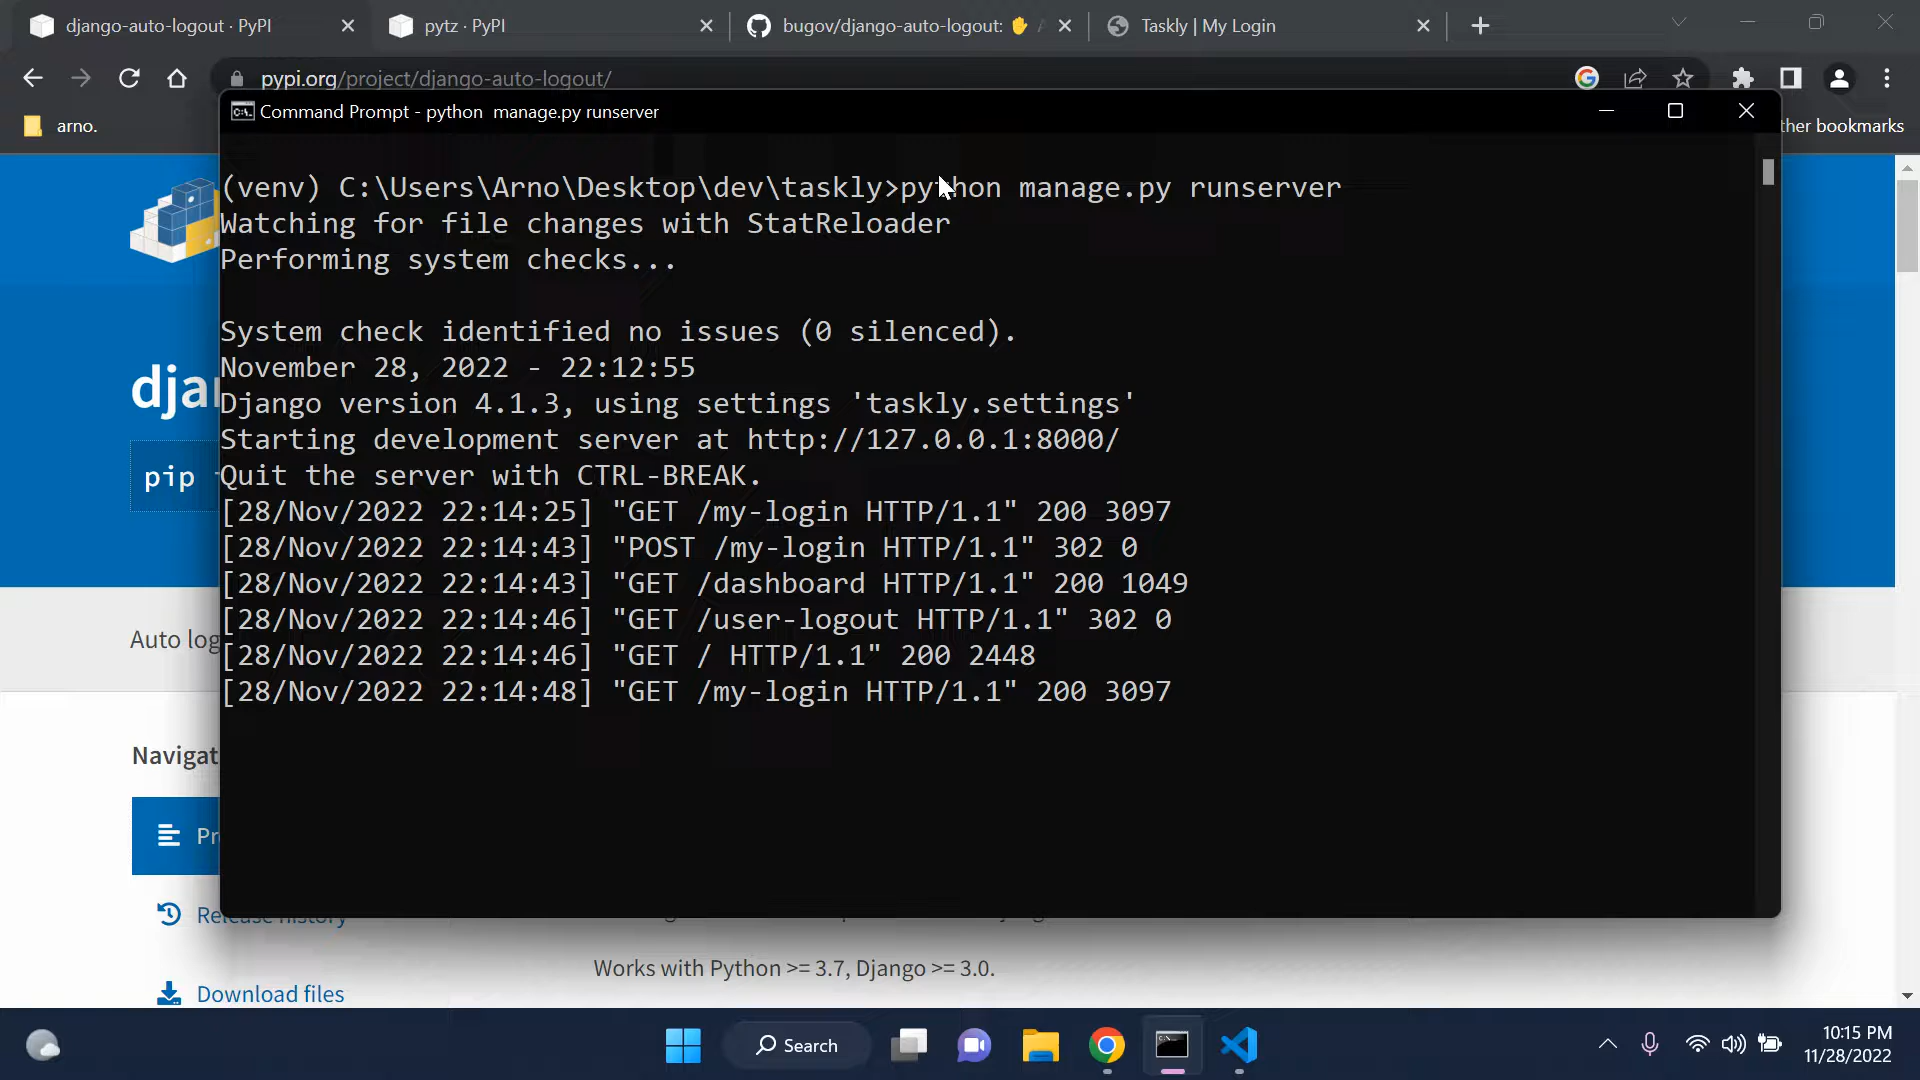 django-auto-logout · PyPI
pytz · PyPI
bugov/django-auto-logout: ✋
Taskly | My Login
pypi.org/project/django-auto-logout/
arno.
ther bookmarks
Command Prompt - python  manage.py runserver
(venv) C:\Users\Arno\Desktop\dev\taskly>python manage.py runserver
Watching for file changes with StatReloader
Performing system checks...
System check identified no issues (0 silenced).
November 28, 2022 - 22:12:55
Django version 4.1.3, using settings 'taskly.settings'
Starting development server at http://127.0.0.1:8000/
Quit the server with CTRL-BREAK.
[28/Nov/2022 22:14:25] "GET /my-login HTTP/1.1" 200 3097
[28/Nov/2022 22:14:43] "POST /my-login HTTP/1.1" 302 0
[28/Nov/2022 22:14:43] "GET /dashboard HTTP/1.1" 200 1049
[28/Nov/2022 22:14:46] "GET /user-logout HTTP/1.1" 302 0
[28/Nov/2022 22:14:46] "GET / HTTP/1.1" 200 2448
[28/Nov/2022 22:14:48] "GET /my-login HTTP/1.1" 200 3097
djan
pip
Auto log
Navigat
Pr
Release history
Download files
Works with Python >= 3.7, Django >= 3.0.
Search
10:15 PM
11/28/2022